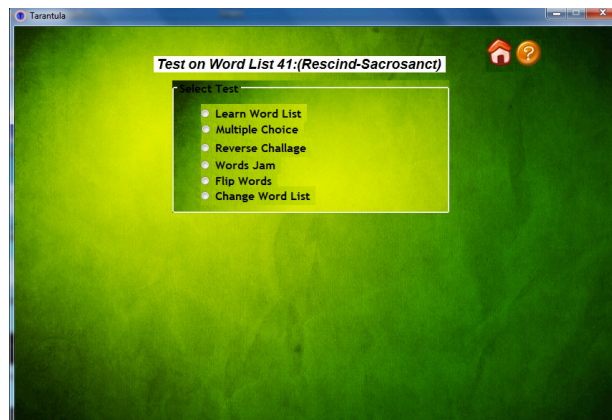 Tarantula
Test on Word List 41:(Rescind-Sacrosanct)
Select Test
Learn Word List
Multiple Choice
Reverse Challage
Words Jam
Flip Words
Change Word List